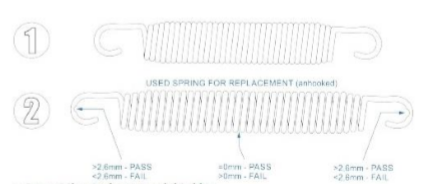 1
USED SPRING FOR REPLACEMENT (anhooked)
2
>2.6mm - PASS
<2.6mm - FAIL
=0mm - PASS
>0mm - FAIL
>2.6mm - PASS
<2.6mm - FAIL